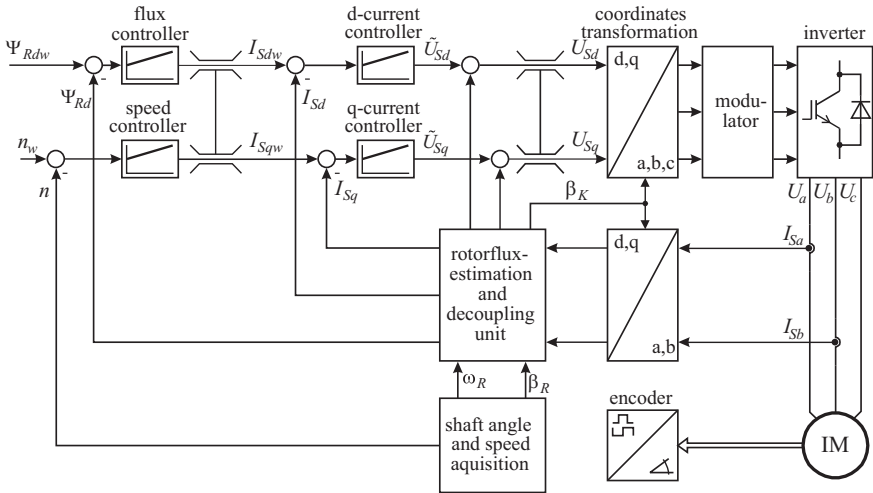 flux
controller
d-current
controller
coordinates
transformation
inverter
Ψ_Rdw
I_Sdw
Ũ_Sd
U_Sd
d,q
-
-
Ψ_Rd
I_Sd
speed
controller
q-current
controller
modu-
lator
n_w
I_Sqw
Ũ_Sq
U_Sq
a,b,c
-
-
n
I_Sq
β_K
U_a U_b U_c
rotorflux-
estimation
and
decoupling
unit
d,q
I_Sa
a,b
I_Sb
ω_R
β_R
encoder
shaft angle
and speed
aquisition
IM